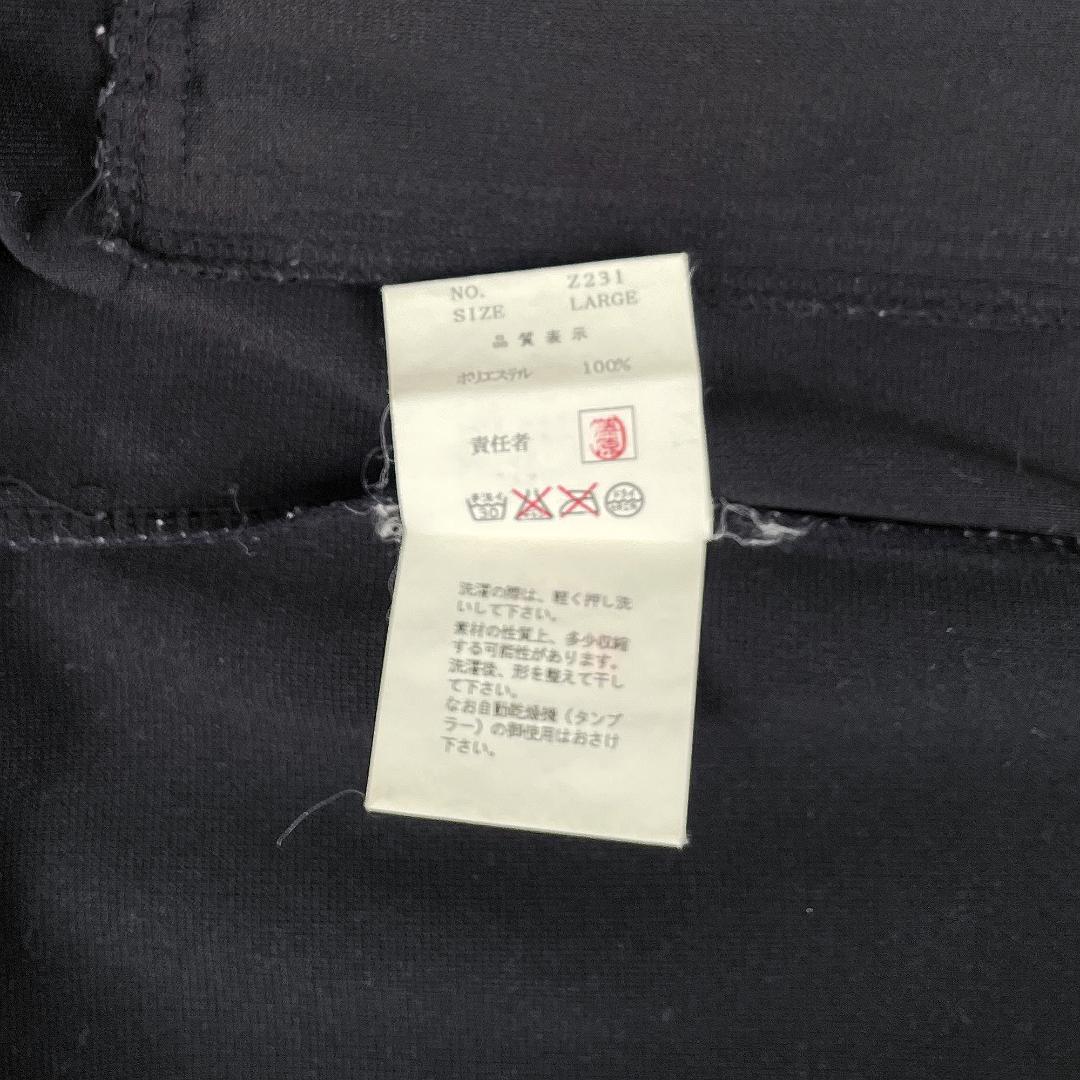 NO. Z231
SIZE LARGE
品質表示
ポリエステル 100%
責任者
手洗イ 30
洗濯の際は、軽く押し洗
いして下さい。
素材の性質上、多少収縮
する可能性があります。
洗濯後、形を整えて干し
て下さい。
なお自動乾燥機（タンブ
ラー）の御使用はおさけ
下さい。